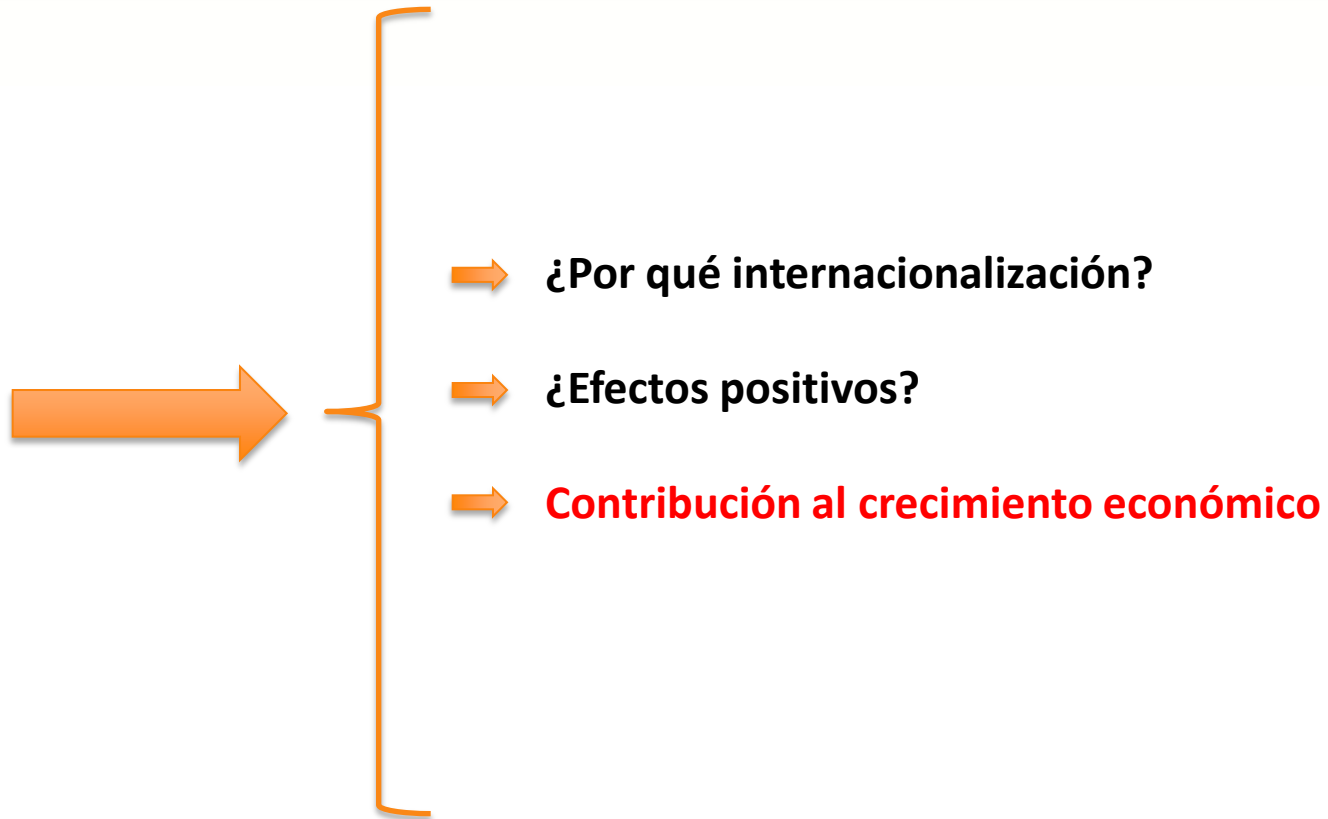 ¿Por qué internacionalización?
¿Efectos positivos?
Contribución al crecimiento económico